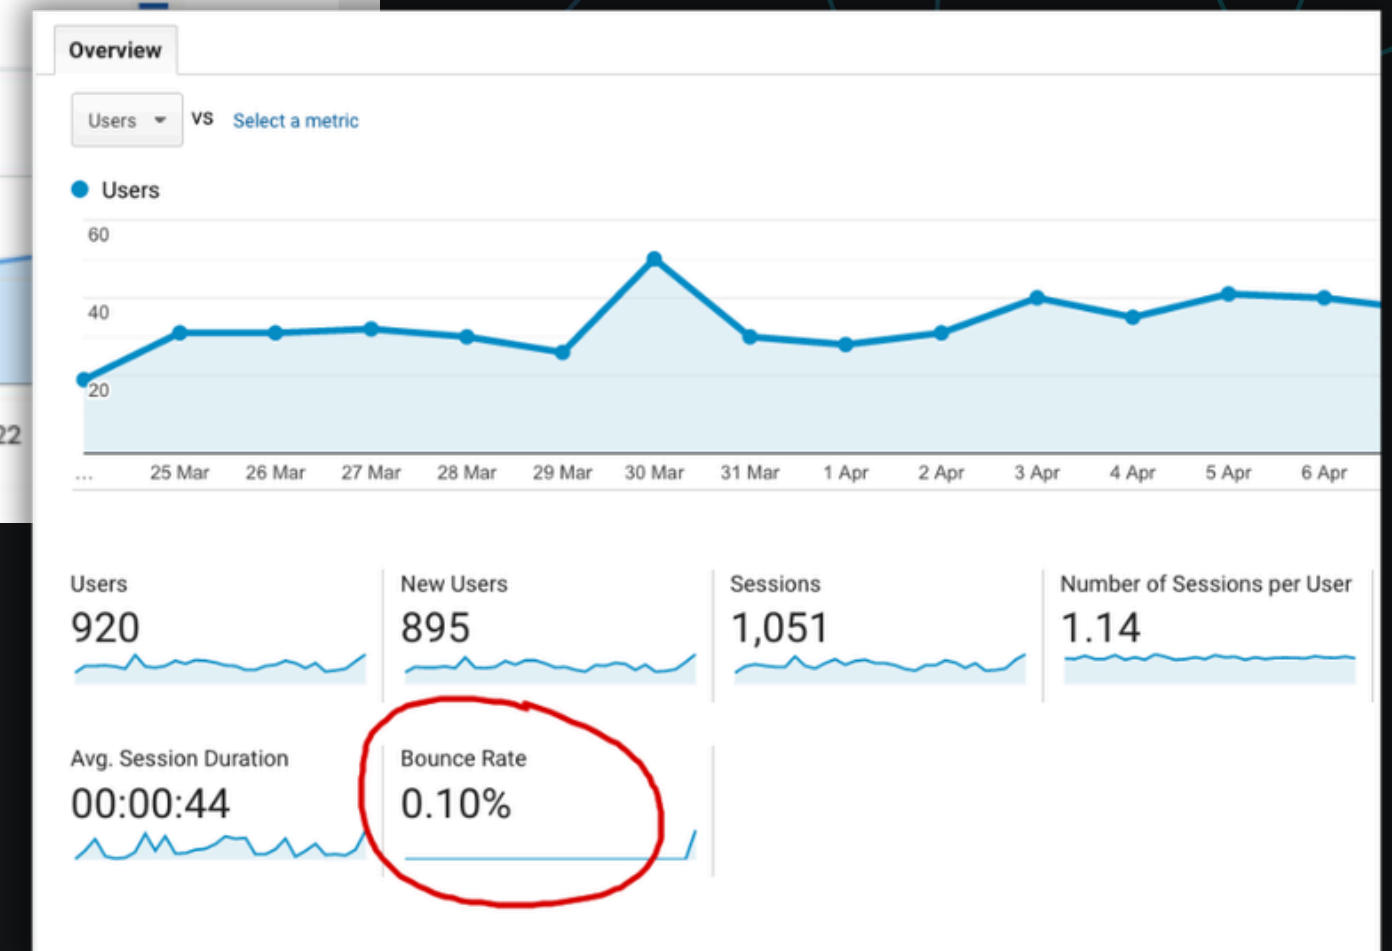 Overview
Users vs Select a metric
Users
60
40
20
22
... 25 Mar 26 Mar 27 Mar 28 Mar 29 Mar 30 Mar 31 Mar 1 Apr 2 Apr 3 Apr 4 Apr 5 Apr 6 Apr
Users New Users Sessions Number of Sessions per User
920 895 1,051 1.14
Avg. Session Duration Bounce Rate
00:00:44 0.10%